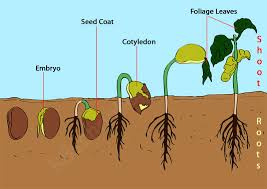 Foliage Leaves
Seed Coat
Cotyledon
Embryo
Shoot
Roots